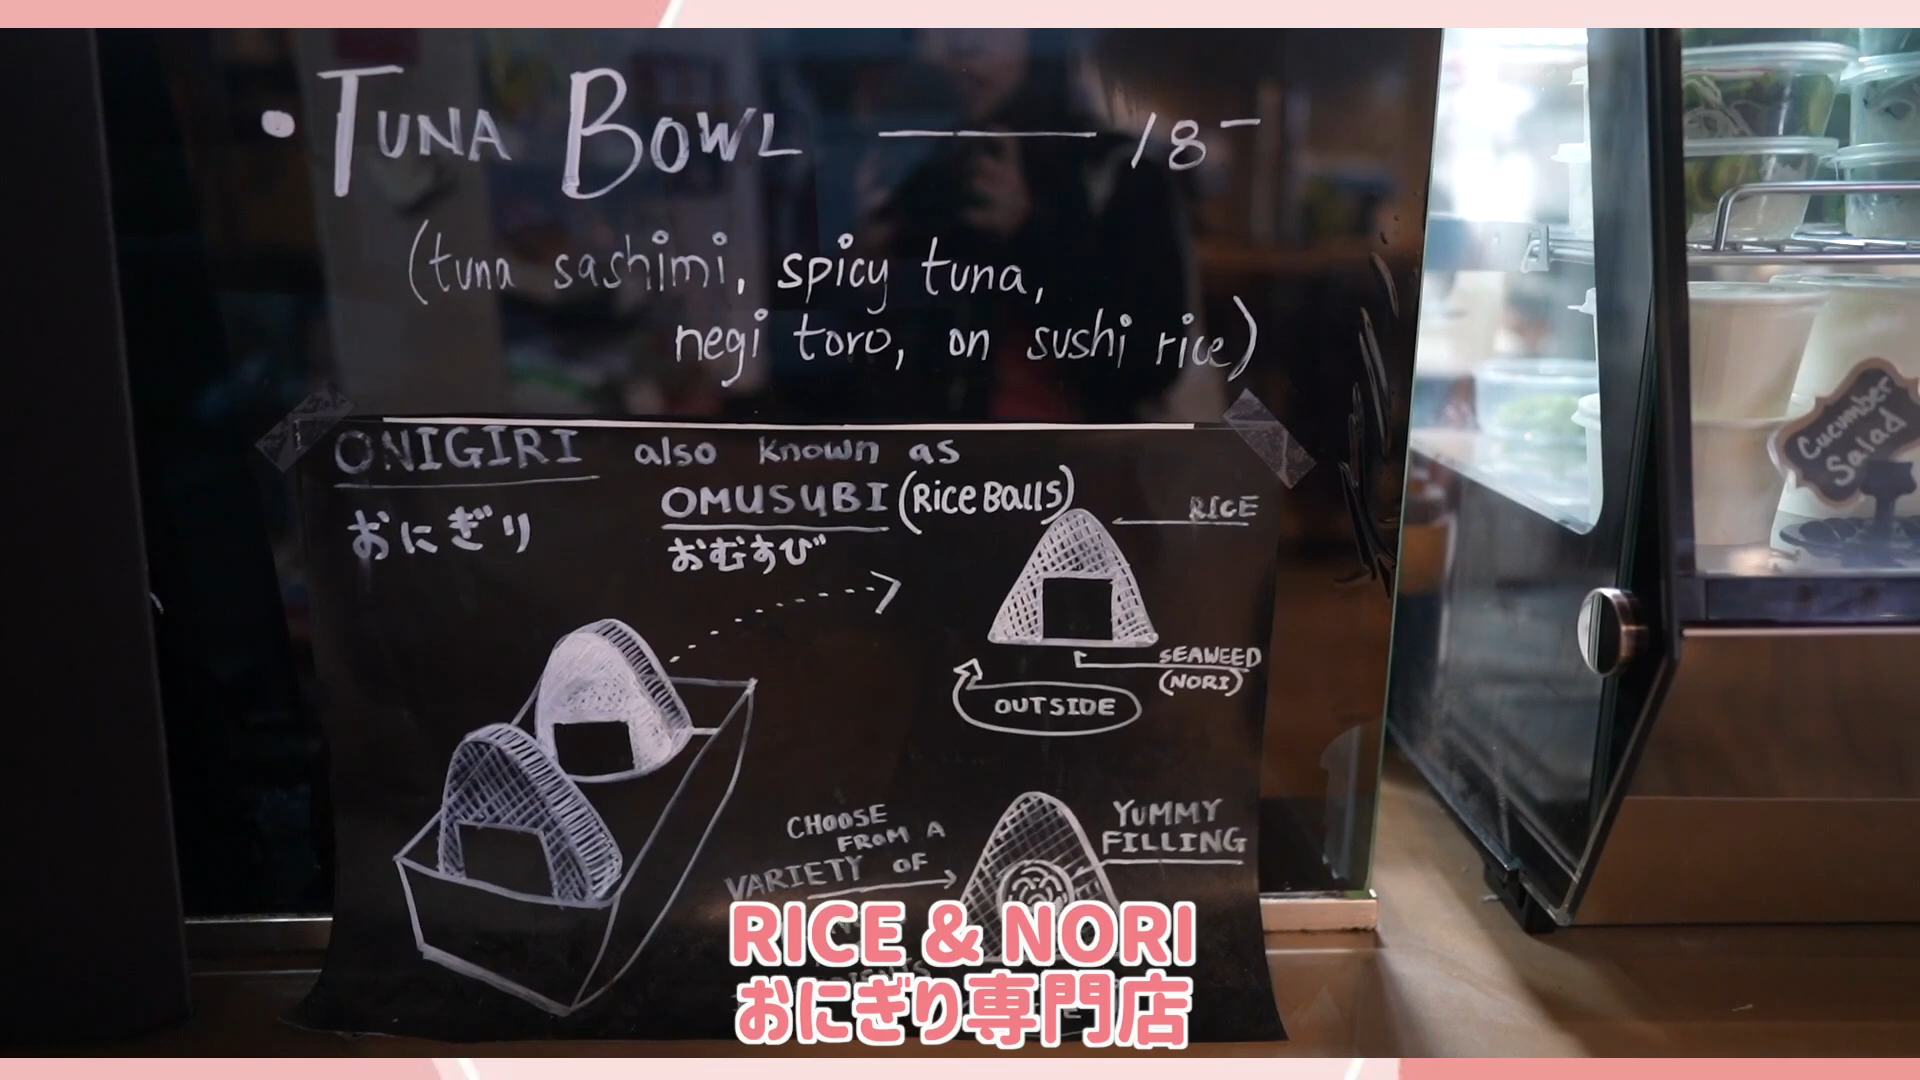 • TUNA BOWL —— 18-
(tuna sashimi, spicy tuna,
negi toro, on sushi rice)
ONIGIRI also known as
おにぎり
OMUSUBI (Rice Balls)
おむすび
RICE
SEAWEED
(NORI)
OUTSIDE
CHOOSE
FROM A
VARIETY OF
YUMMY
FILLING
Cucumber
Salad
RICE & NORI
おにぎり専門店